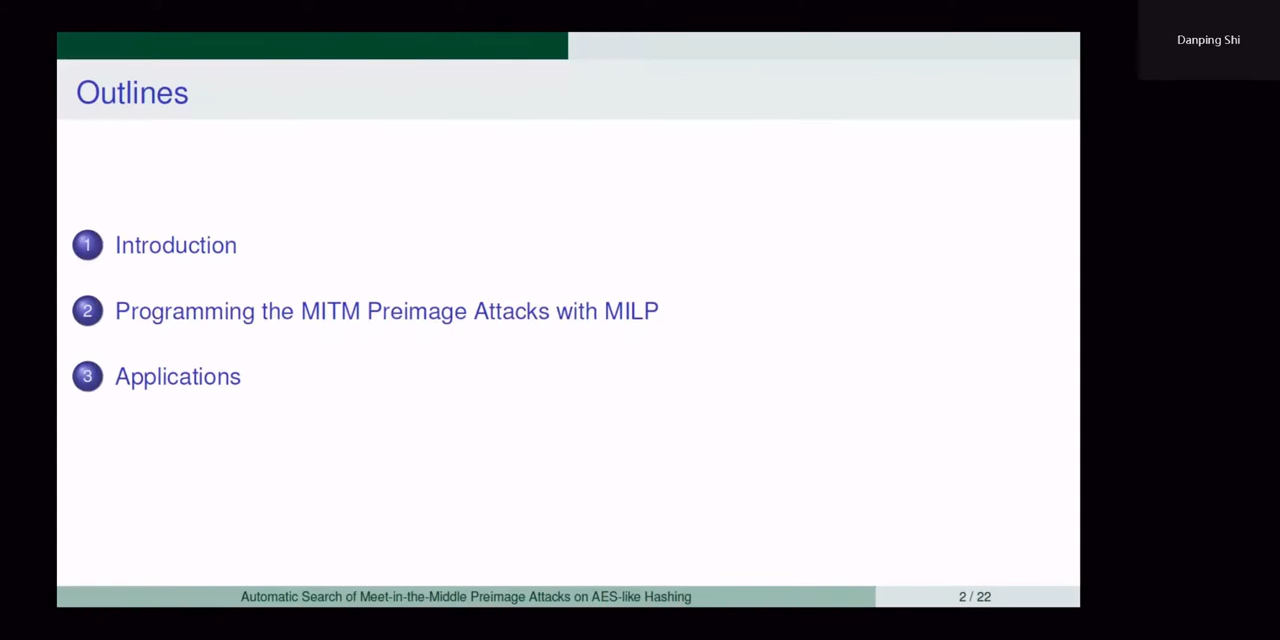 Danping Shi
Outlines
1 Introduction
2 Programming the MITM Preimage Attacks with MILP
3 Applications
Automatic Search of Meet-in-the-Middle Preimage Attacks on AES-like Hashing
2 / 22